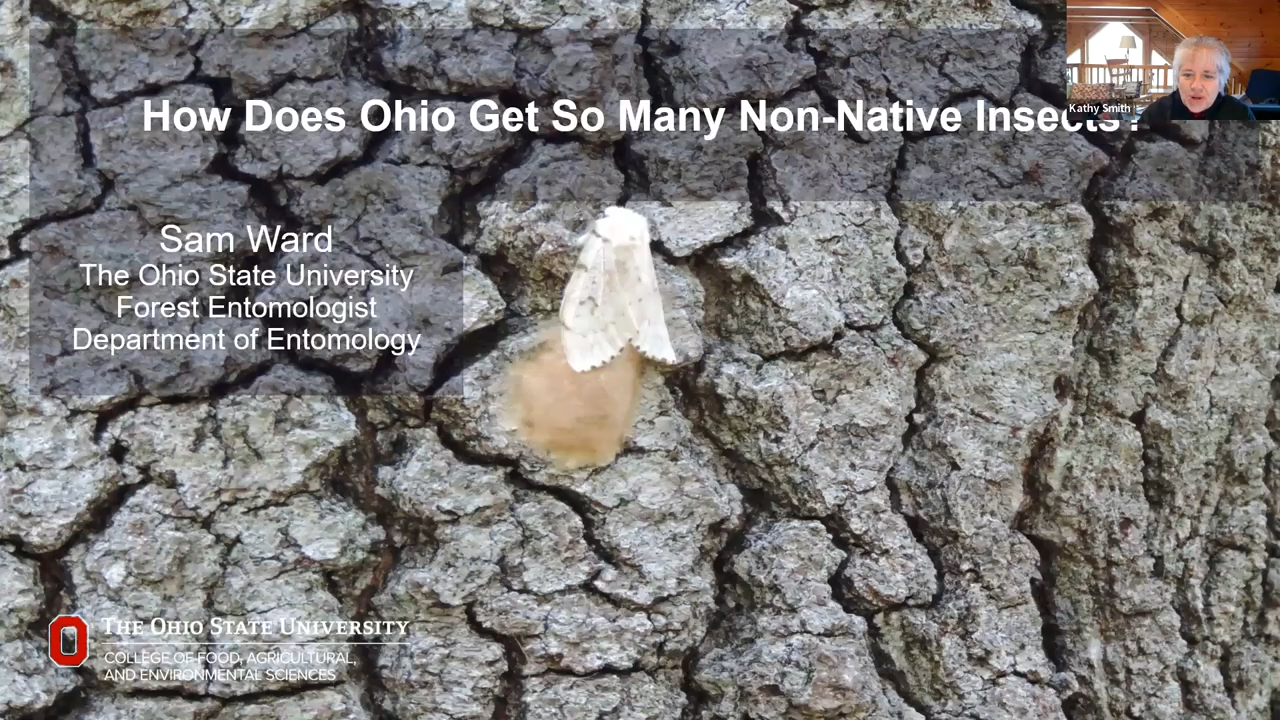 How Does Ohio Get So Many Non-Native Insects?
Kathy Smith
Sam Ward
The Ohio State University
Forest Entomologist
Department of Entomology
THE OHIO STATE UNIVERSITY
COLLEGE OF FOOD, AGRICULTURAL,
AND ENVIRONMENTAL SCIENCES